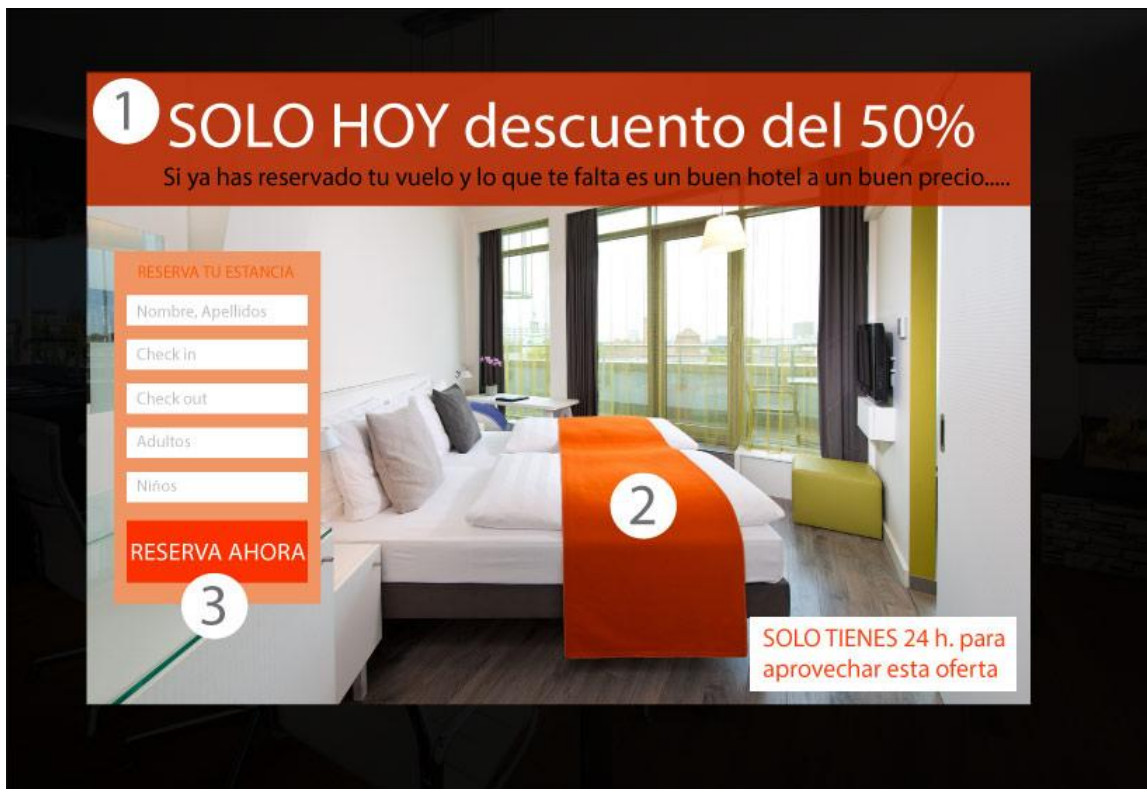 1
SOLO HOY descuento del 50%
Si ya has reservado tu vuelo y lo que te falta es un buen hotel a un buen precio.....
RESERVA TU ESTANCIA
Nombre, Apellidos
Check in
Check out
Adultos
Niños
RESERVA AHORA
3
2
SOLO TIENES 24 h. para
aprovechar esta oferta